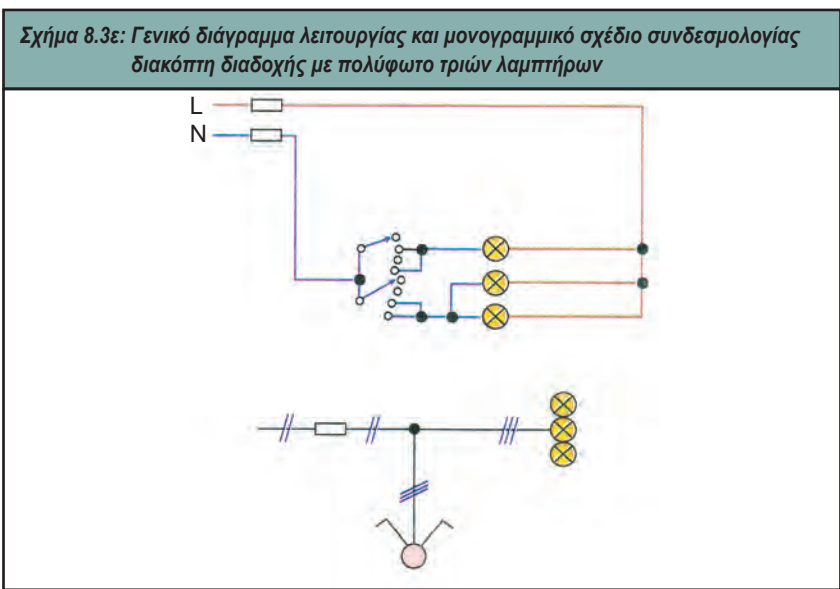 Σχήμα 8.3ε: Γενικό διάγραμμα λειτουργίας και μονογραμμικό σχέδιο συνδεσμολογίας
διακόπτη διαδοχής με πολύφωτο τριών λαμπτήρων
L
N